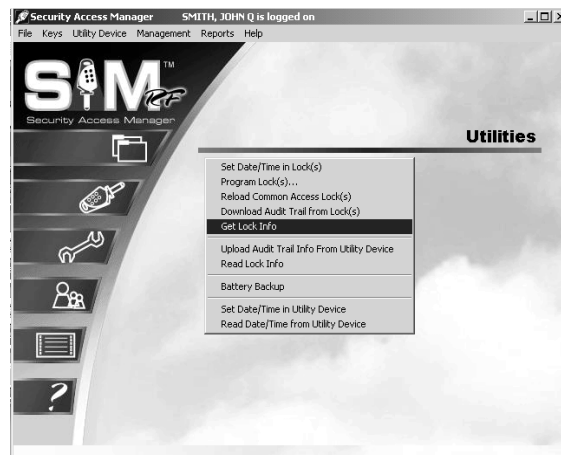 Security Access Manager SMITH, JOHN Q is logged on
File Keys Utility Device Management Reports Help
SAM TM
RF
Security Access Manager
Utilities
Set Date/Time in Lock(s)
Program Lock(s)...
Reload Common Access Lock(s)
Download Audit Trail from Lock(s)
Get Lock Info
Upload Audit Trail Info From Utility Device
Read Lock Info
Battery Backup
Set Date/Time in Utility Device
Read Date/Time from Utility Device
?